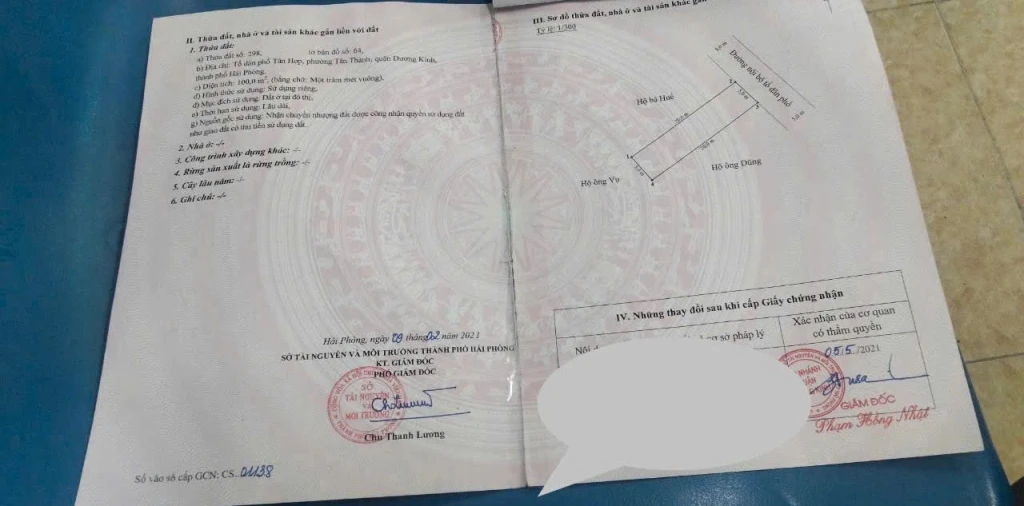 II. Thửa đất, nhà ở và tài sản khác gắn liền với đất
1. Thửa đất:
a) Thửa đất số: 298, tờ bản đồ số: 64,
b) Địa chỉ: Tổ dân phố Tân Hợp, phường Tân Thành, quận Dương Kinh,
thành phố Hải Phòng,
c) Diện tích: 100,0 m², (bằng chữ: Một trăm mét vuông),
d) Hình thức sử dụng: Sử dụng riêng,
đ) Mục đích sử dụng: Đất ở tại đô thị,
e) Thời hạn sử dụng: Lâu dài,
g) Nguồn gốc sử dụng: Nhận chuyển nhượng đất được công nhận quyền sử dụng đất
như giao đất có thu tiền sử dụng đất.
2. Nhà ở: -/-
3. Công trình xây dựng khác: -/-
4. Rừng sản xuất là rừng trồng: -/-
5. Cây lâu năm: -/-
6. Ghi chú: -/-
Hải Phòng, ngày 09 tháng 02 năm 2021
SỞ TÀI NGUYÊN VÀ MÔI TRƯỜNG THÀNH PHỐ HẢI PHÒNG
KT. GIÁM ĐỐC
PHÓ GIÁM ĐỐC
SỞ
TÀI NGUYÊN
VÀ
MÔI TRƯỜNG
Chu Thanh Lương
Số vào sổ cấp GCN: CS..01138
III. Sơ đồ thửa đất, nhà ở và tài sản khác gắn
Tỷ lệ: 1/300
Đường nội bộ tổ dân phố
5,0 m
Hộ bà Huế
Hộ ông Dũng
Hộ ông Vụ
IV. Những thay đổi sau khi cấp Giấy chứng nhận
cơ sở pháp lý
Xác nhận của cơ quan
có thẩm quyền
05/5/2021
GIÁM ĐỐC
Phạm Hồng Nhật